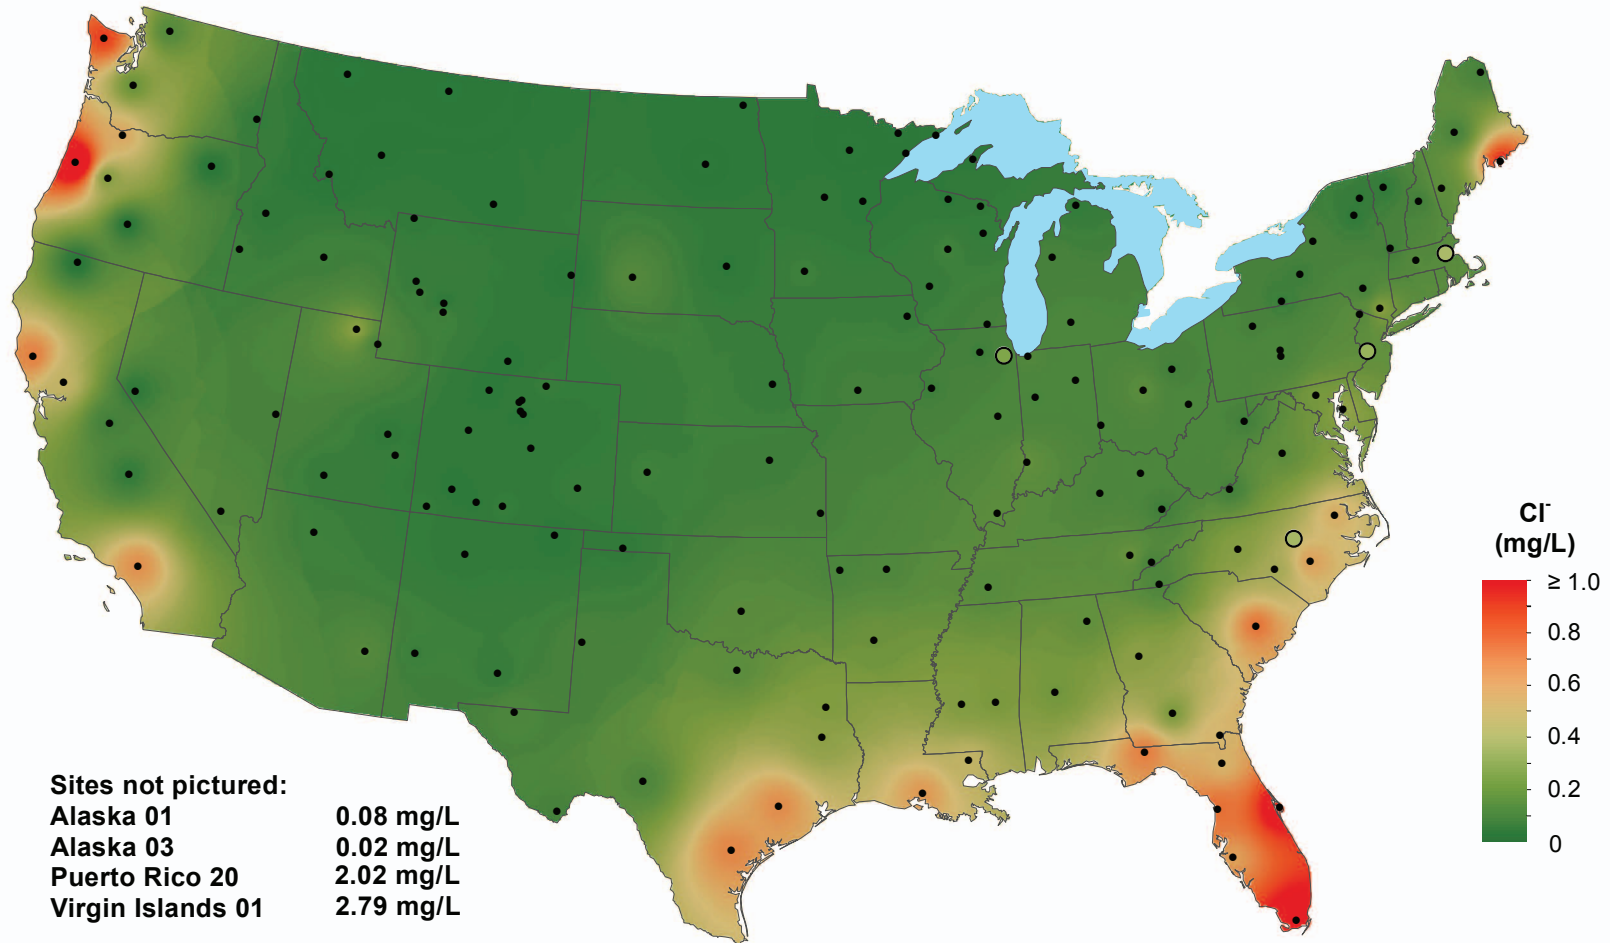 Cl-
(mg/L)
≥ 1.0
0.8
0.6
0.4
0.2
0
Sites not pictured:
Alaska 01 0.08 mg/L
Alaska 03 0.02 mg/L
Puerto Rico 20 2.02 mg/L
Virgin Islands 01 2.79 mg/L